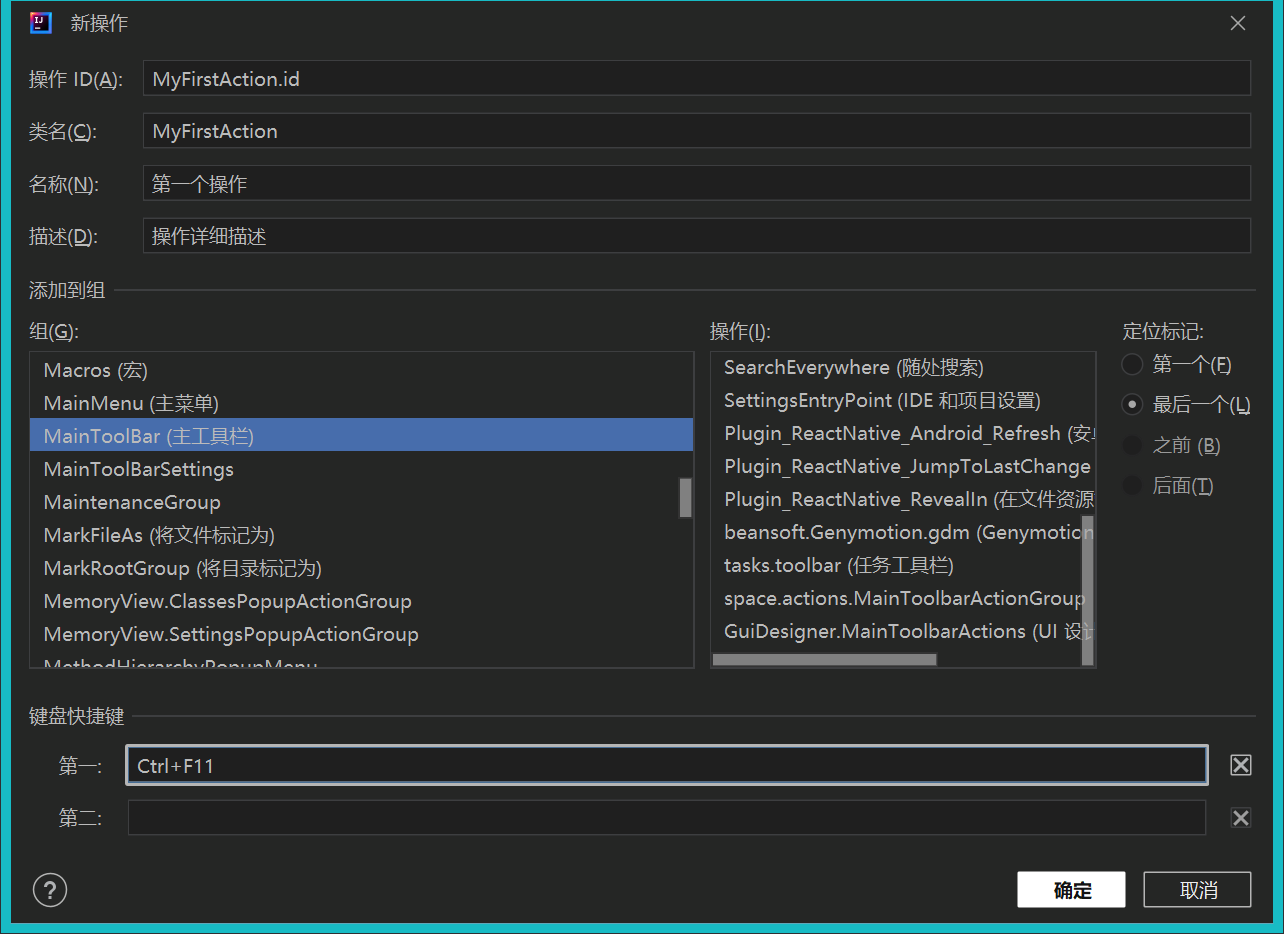 新操作
操作 ID(A):
MyFirstAction.id
类名(C):
MyFirstAction
名称(N):
第一个操作
描述(D):
操作详细描述
添加到组
组(G):
Macros (宏)
MainMenu (主菜单)
MainToolBar (主工具栏)
MainToolBarSettings
MaintenanceGroup
MarkFileAs (将文件标记为)
MarkRootGroup (将目录标记为)
MemoryView.ClassesPopupActionGroup
MemoryView.SettingsPopupActionGroup
MethodHierarchyPopupMenu
操作(I):
SearchEverywhere (随处搜索)
SettingsEntryPoint (IDE 和项目设置)
Plugin_ReactNative_Android_Refresh (安卓
Plugin_ReactNative_JumpToLastChange
Plugin_ReactNative_RevealIn (在文件资源
beansoft.Genymotion.gdm (Genymotion
tasks.toolbar (任务工具栏)
space.actions.MainToolbarActionGroup
GuiDesigner.MainToolbarActions (UI 设计
定位标记:
第一个(F)
最后一个(L)
之前 (B)
后面(T)
键盘快捷键
第一:
Ctrl+F11
第二:
?
确定
取消